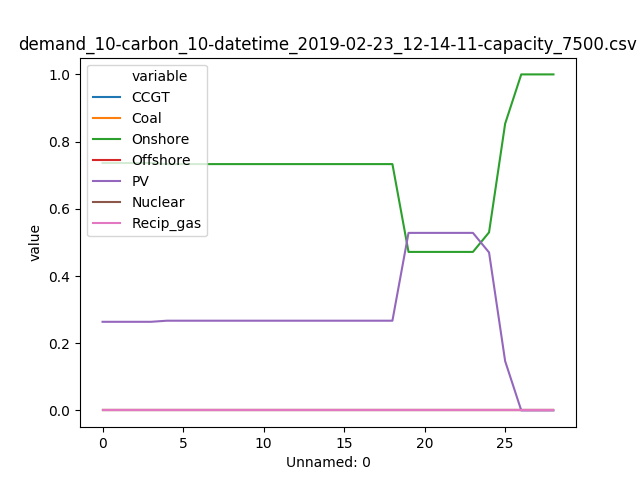 demand_10-carbon_10-datetime_2019-02-23_12-14-11-capacity_7500.csv
variable
CCGT
Coal
Onshore
Offshore
PV
Nuclear
Recip_gas
value
1.0
0.8
0.6
0.4
0.2
0.0
0 5 10 15 20 25
Unnamed: 0